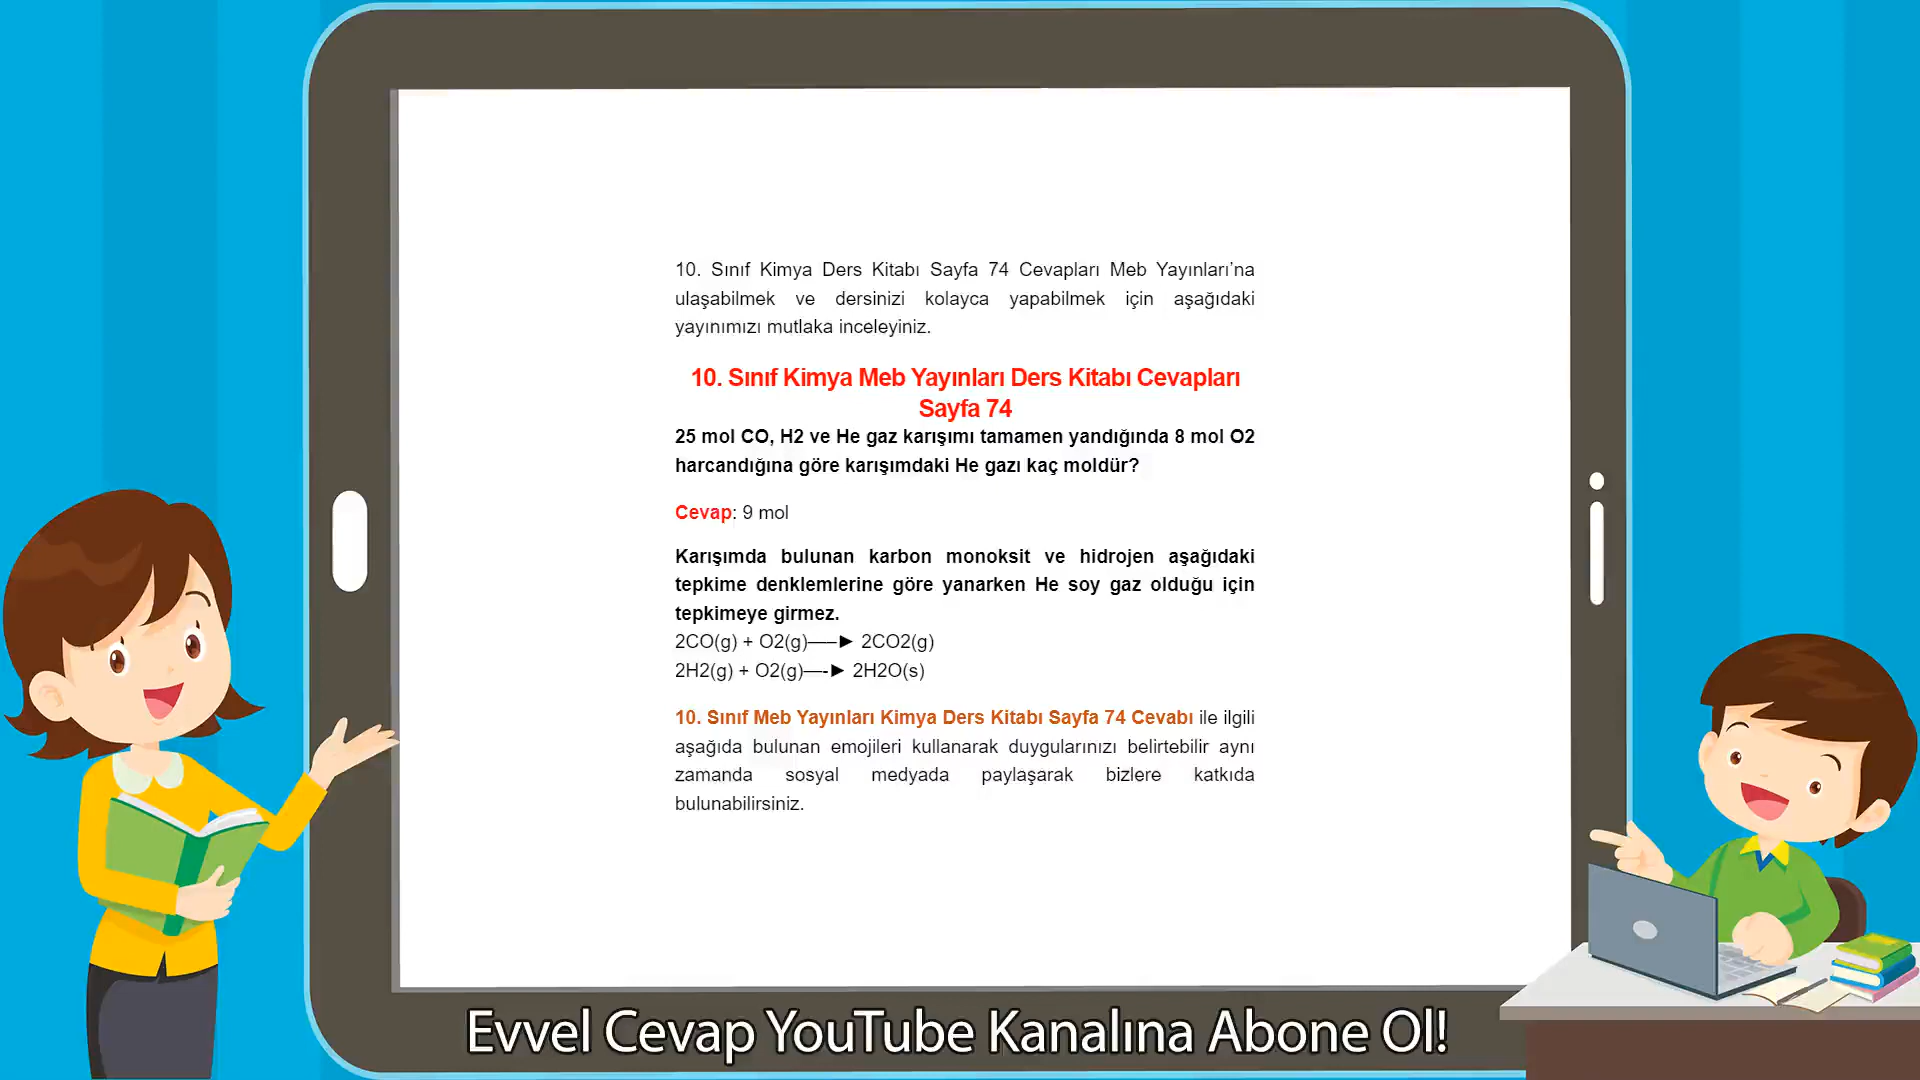 10. Sınıf Kimya Ders Kitabı Sayfa 74 Cevapları Meb Yayınları’na
ulaşabilmek ve dersinizi kolayca yapabilmek için aşağıdaki
yayınımızı mutlaka inceleyiniz.
10. Sınıf Kimya Meb Yayınları Ders Kitabı Cevapları
Sayfa 74
25 mol CO, H2 ve He gaz karışımı tamamen yandığında 8 mol O2
harcandığına göre karışımdaki He gazı kaç moldür?
Cevap: 9 mol
Karışımda bulunan karbon monoksit ve hidrojen aşağıdaki
tepkime denklemlerine göre yanarken He soy gaz olduğu için
tepkimeye girmez.
2CO(g) + O2(g)—–► 2CO2(g)
2H2(g) + O2(g)—-► 2H2O(s)
10. Sınıf Meb Yayınları Kimya Ders Kitabı Sayfa 74 Cevabı ile ilgili
aşağıda bulunan emojileri kullanarak duygularınızı belirtebilir aynı
zamanda sosyal medyada paylaşarak bizlere katkıda
bulunabilirsiniz.
Evvel Cevap YouTube Kanalına Abone Ol!